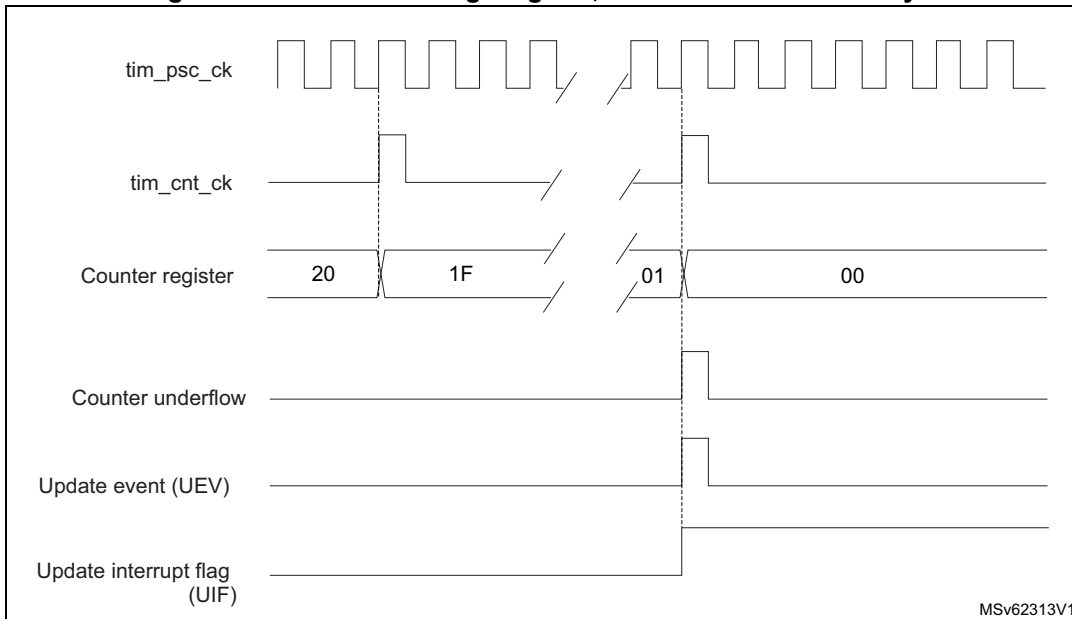 tim_psc_ck
tim_cnt_ck
Counter register
20
1F
01
00
Counter underflow
Update event (UEV)
Update interrupt flag
(UIF)
MSv62313V1